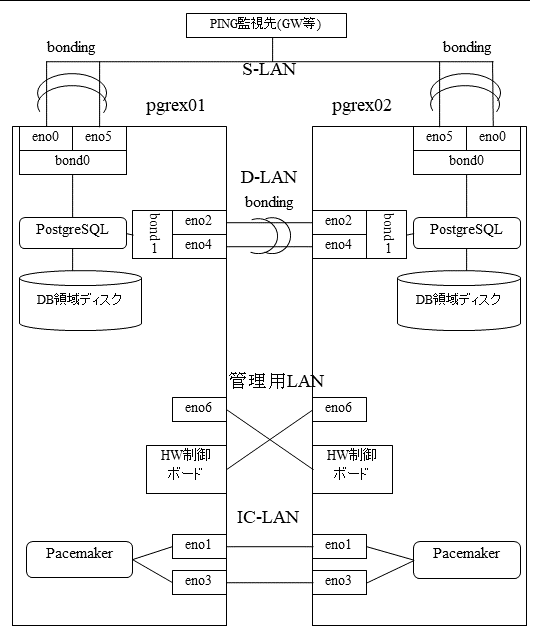 PING監視先(GW等)
bonding
bonding
S-LAN
pgrex01
pgrex02
eno0
eno5
eno5
eno0
bond0
bond0
D-LAN
bonding
PostgreSQL
bond1
eno2
eno4
eno2
eno4
bond1
PostgreSQL
DB領域ディスク
DB領域ディスク
管理用LAN
eno6
eno6
HW制御
ボード
HW制御
ボード
IC-LAN
Pacemaker
eno1
eno3
eno1
eno3
Pacemaker